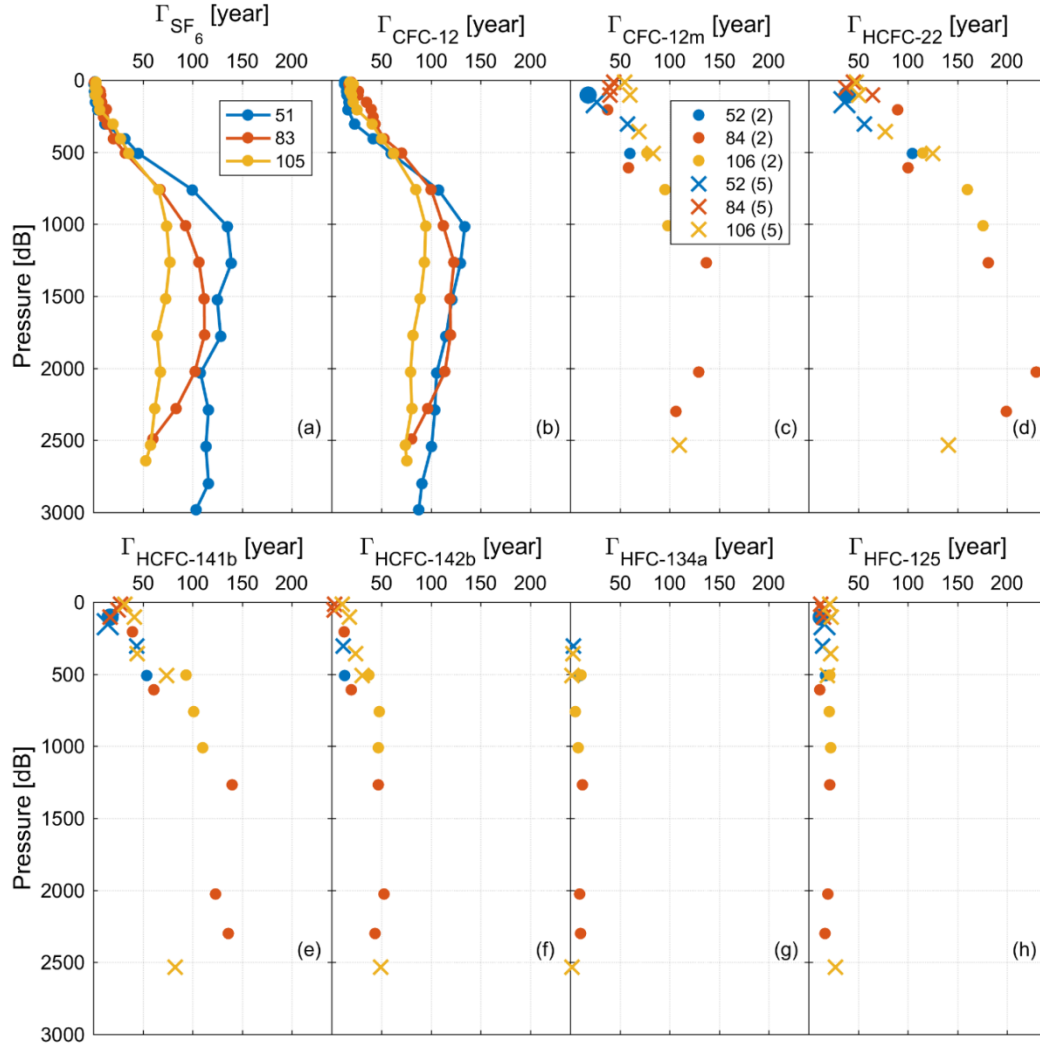 Γ_SF6 [year]
Γ_CFC-12 [year]
Γ_CFC-12m [year]
Γ_HCFC-22 [year]
50 100 150 200
50 100 150 200
50 100 150 200
50 100 150 200
0
500
1000
1500
2000
2500
3000
Pressure [dB]
51
83
105
52 (2)
84 (2)
106 (2)
52 (5)
84 (5)
106 (5)
(a)
(b)
(c)
(d)
Γ_HCFC-141b [year]
Γ_HCFC-142b [year]
Γ_HFC-134a [year]
Γ_HFC-125 [year]
50 100 150 200
50 100 150 200
50 100 150 200
50 100 150 200
0
500
1000
1500
2000
2500
3000
Pressure [dB]
(e)
(f)
(g)
(h)